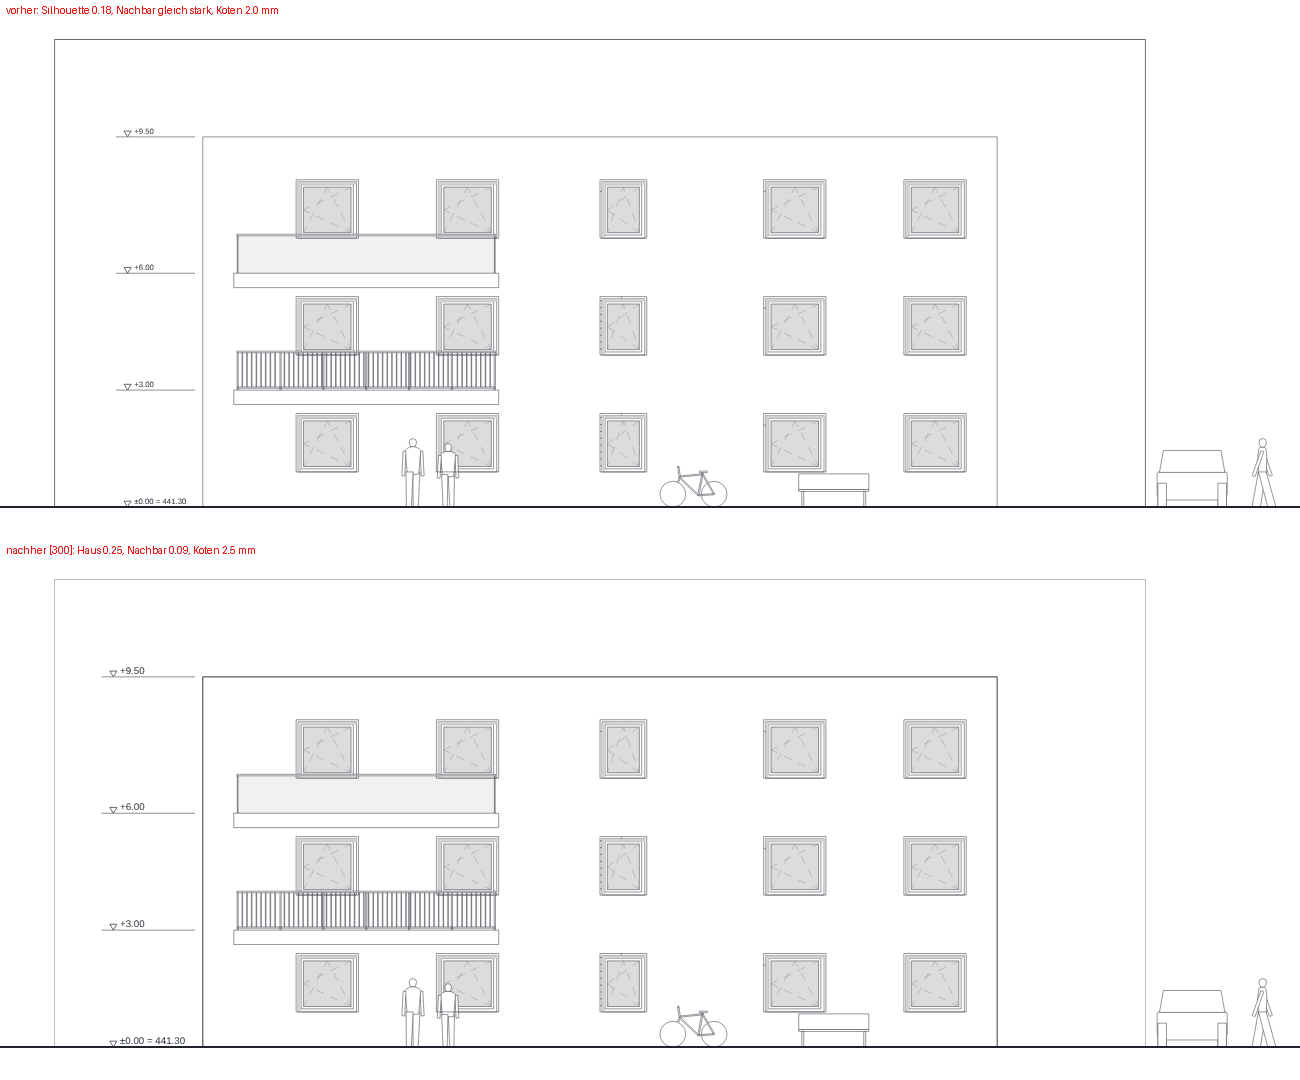 vorher: Silhouette 0.18, Nachbar gleich stark, Koten 2.0 mm
+9.50
+6.00
+3.00
±0.00 = 441.30
nachher [300]: Haus 0.25, Nachbar 0.09, Koten 2.5 mm
+9.50
+6.00
+3.00
±0.00 = 441.30